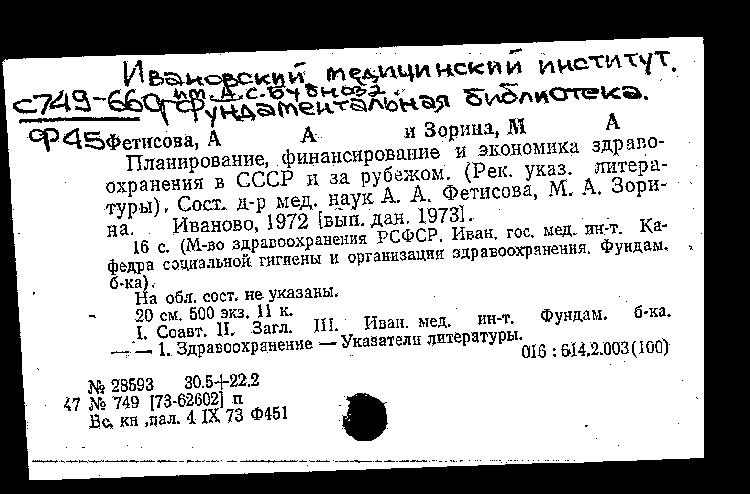 Ивановский медицинский институт.
им. А.С. Бубнова.
С749-660 Фундаментальная библиотека.
Ф45 Фетисова, А А и Зорина, М А
Планирование, финансирование и экономика здраво-
охранения в СССР и за рубежом. (Рек. указ. литера-
туры). Сост. д-р мед. наук А. А. Фетисова, М. А. Зори-
на. Иваново, 1972 [вып. дан. 1973].
16 с. (М-во здравоохранения РСФСР. Иван. гос. мед. ин-т. Ка-
федра социальной гигиены и организации здравоохранения. Фундам.
б-ка).
На обл. сост. не указаны.
20 см. 500 экз. 11 к.
I. Соавт. II. Загл. III. Иван. мед. ин-т. Фундам. б-ка.
— — 1. Здравоохранение — Указатели литературы.
016 : 614.2.003(100)
№ 28593 30.5+22.2
47 № 749 [73-62602] п
Вс. кн .пал. 4 IX 73 Ф451